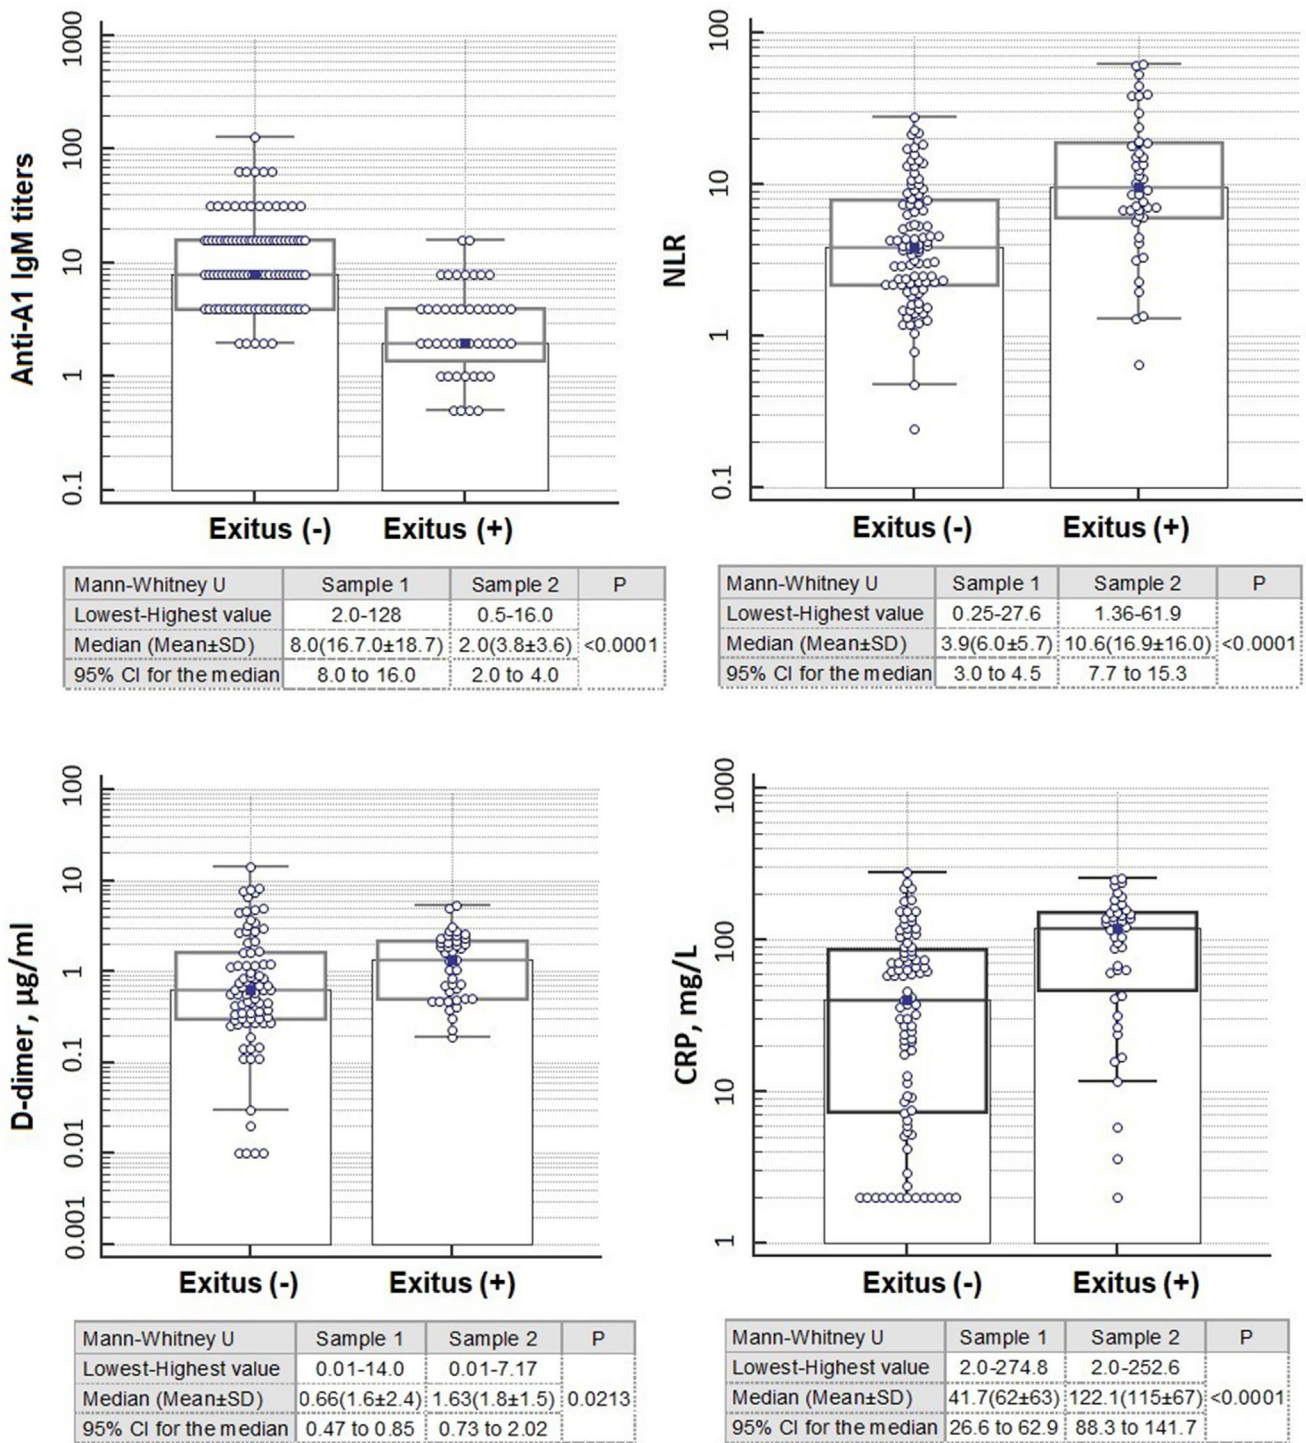 Anti-A1 IgM titers
1000
100
10
1
0.1
Exitus (-) Exitus (+)
Mann-Whitney U Sample 1 Sample 2 P
Lowest-Highest value 2.0-128 0.5-16.0
Median (Mean±SD) 8.0(16.7.0±18.7) 2.0(3.8±3.6) <0.0001
95% CI for the median 8.0 to 16.0 2.0 to 4.0
NLR
100
10
1
0.1
Exitus (-) Exitus (+)
Mann-Whitney U Sample 1 Sample 2 P
Lowest-Highest value 0.25-27.6 1.36-61.9
Median (Mean±SD) 3.9(6.0±5.7) 10.6(16.9±16.0) <0.0001
95% CI for the median 3.0 to 4.5 7.7 to 15.3
D-dimer, µg/ml
100
10
1
0.1
0.01
0.001
Exitus (-) Exitus (+)
Mann-Whitney U Sample 1 Sample 2 P
Lowest-Highest value 0.01-14.0 0.01-7.17
Median (Mean±SD) 0.66(1.6±2.4) 1.63(1.8±1.5) 0.0213
95% CI for the median 0.47 to 0.85 0.73 to 2.02
CRP, mg/L
1000
100
10
1
Exitus (-) Exitus (+)
Mann-Whitney U Sample 1 Sample 2 P
Lowest-Highest value 2.0-274.8 2.0-252.6
Median (Mean±SD) 41.7(62±63) 122.1(115±67) <0.0001
95% CI for the median 26.6 to 62.9 88.3 to 141.7